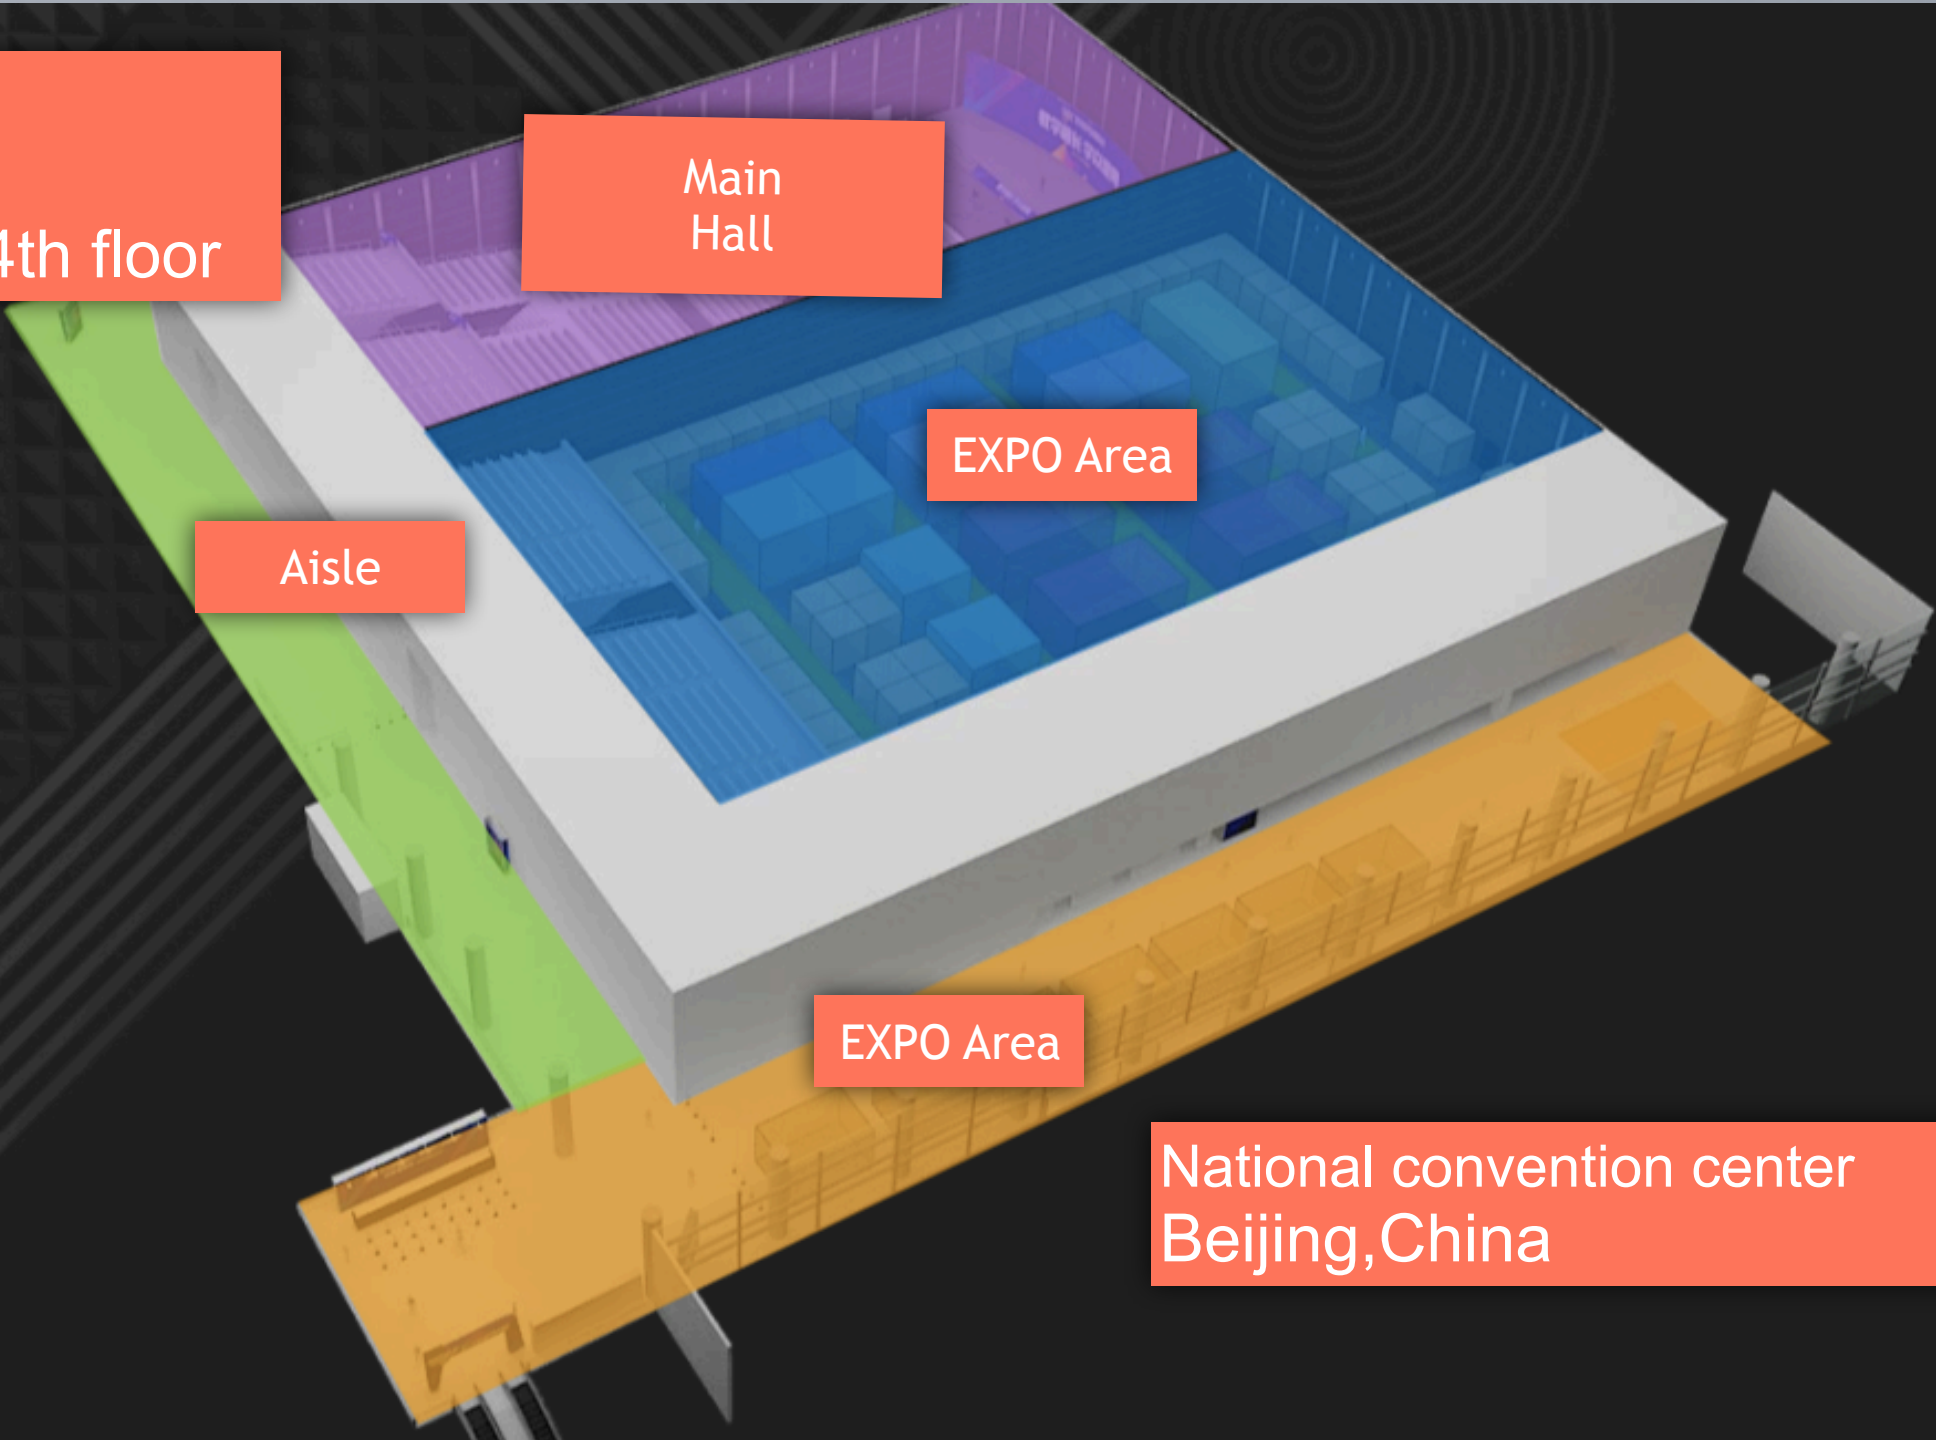 4th floor
Main
Hall
EXPO Area
Aisle
EXPO Area
National convention center
Beijing,China